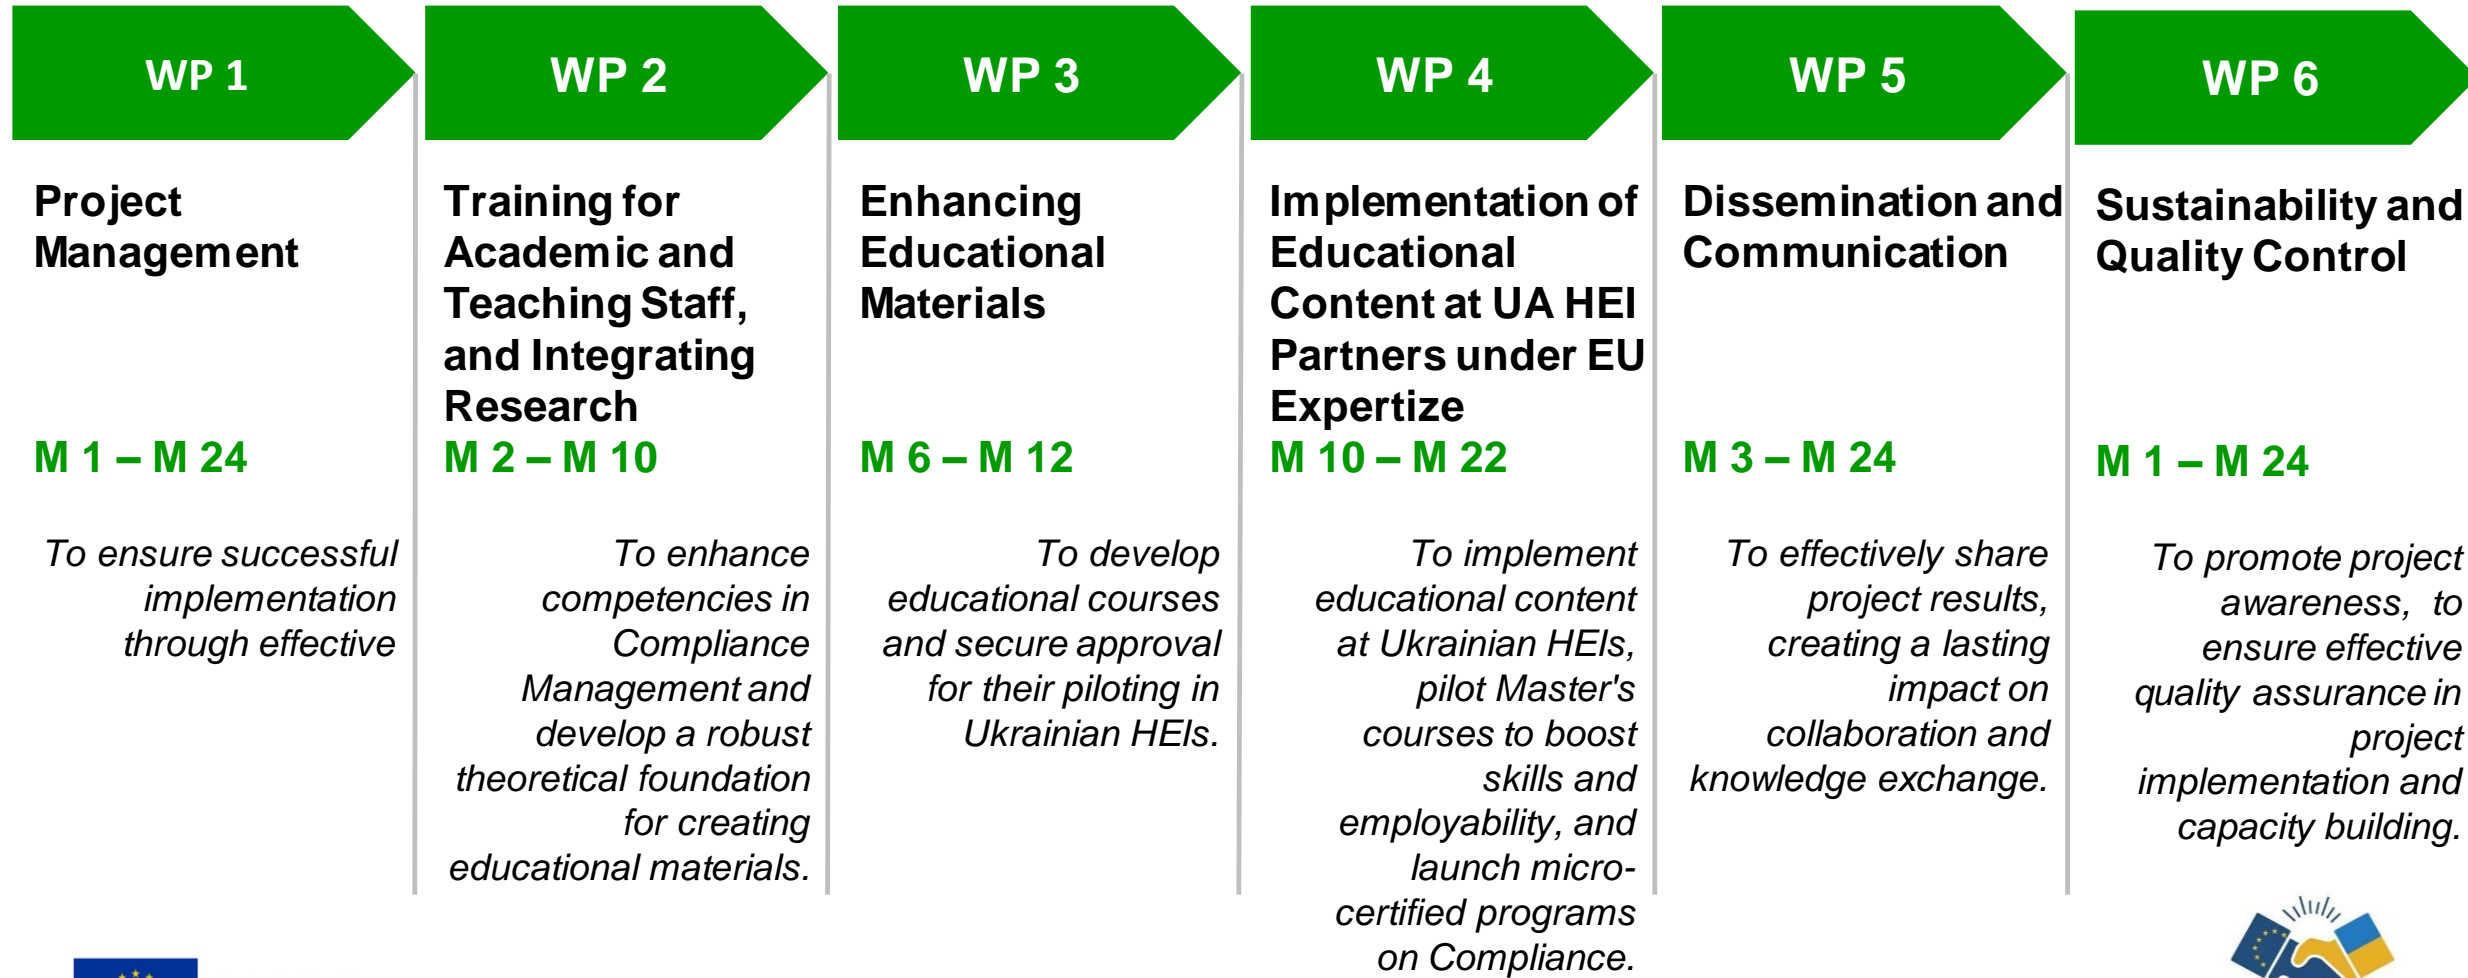 WP 1
Project
Management
M 1 – M 24
To ensure successful
implementation
through effective
WP 2
Training for
Academic and
Teaching Staff,
and Integrating
Research
M 2 – M 10
To enhance
competencies in
Compliance
Management and
develop a robust
theoretical foundation
for creating
educational materials.
WP 3
Enhancing
Educational
Materials
M 6 – M 12
To develop
educational courses
and secure approval
for their piloting in
Ukrainian HEIs.
WP 4
Implementation of
Educational
Content at UA HEI
Partners under EU
Expertize
M 10 – M 22
To implement
educational content
at Ukrainian HEIs,
pilot Master's
courses to boost
skills and
employability, and
launch micro-
certified programs
on Compliance.
WP 5
Dissemination and
Communication
M 3 – M 24
To effectively share
project results,
creating a lasting
impact on
collaboration and
knowledge exchange.
WP 6
Sustainability and
Quality Control
M 1 – M 24
To promote project
awareness, to
ensure effective
quality assurance in
project
implementation and
capacity building.